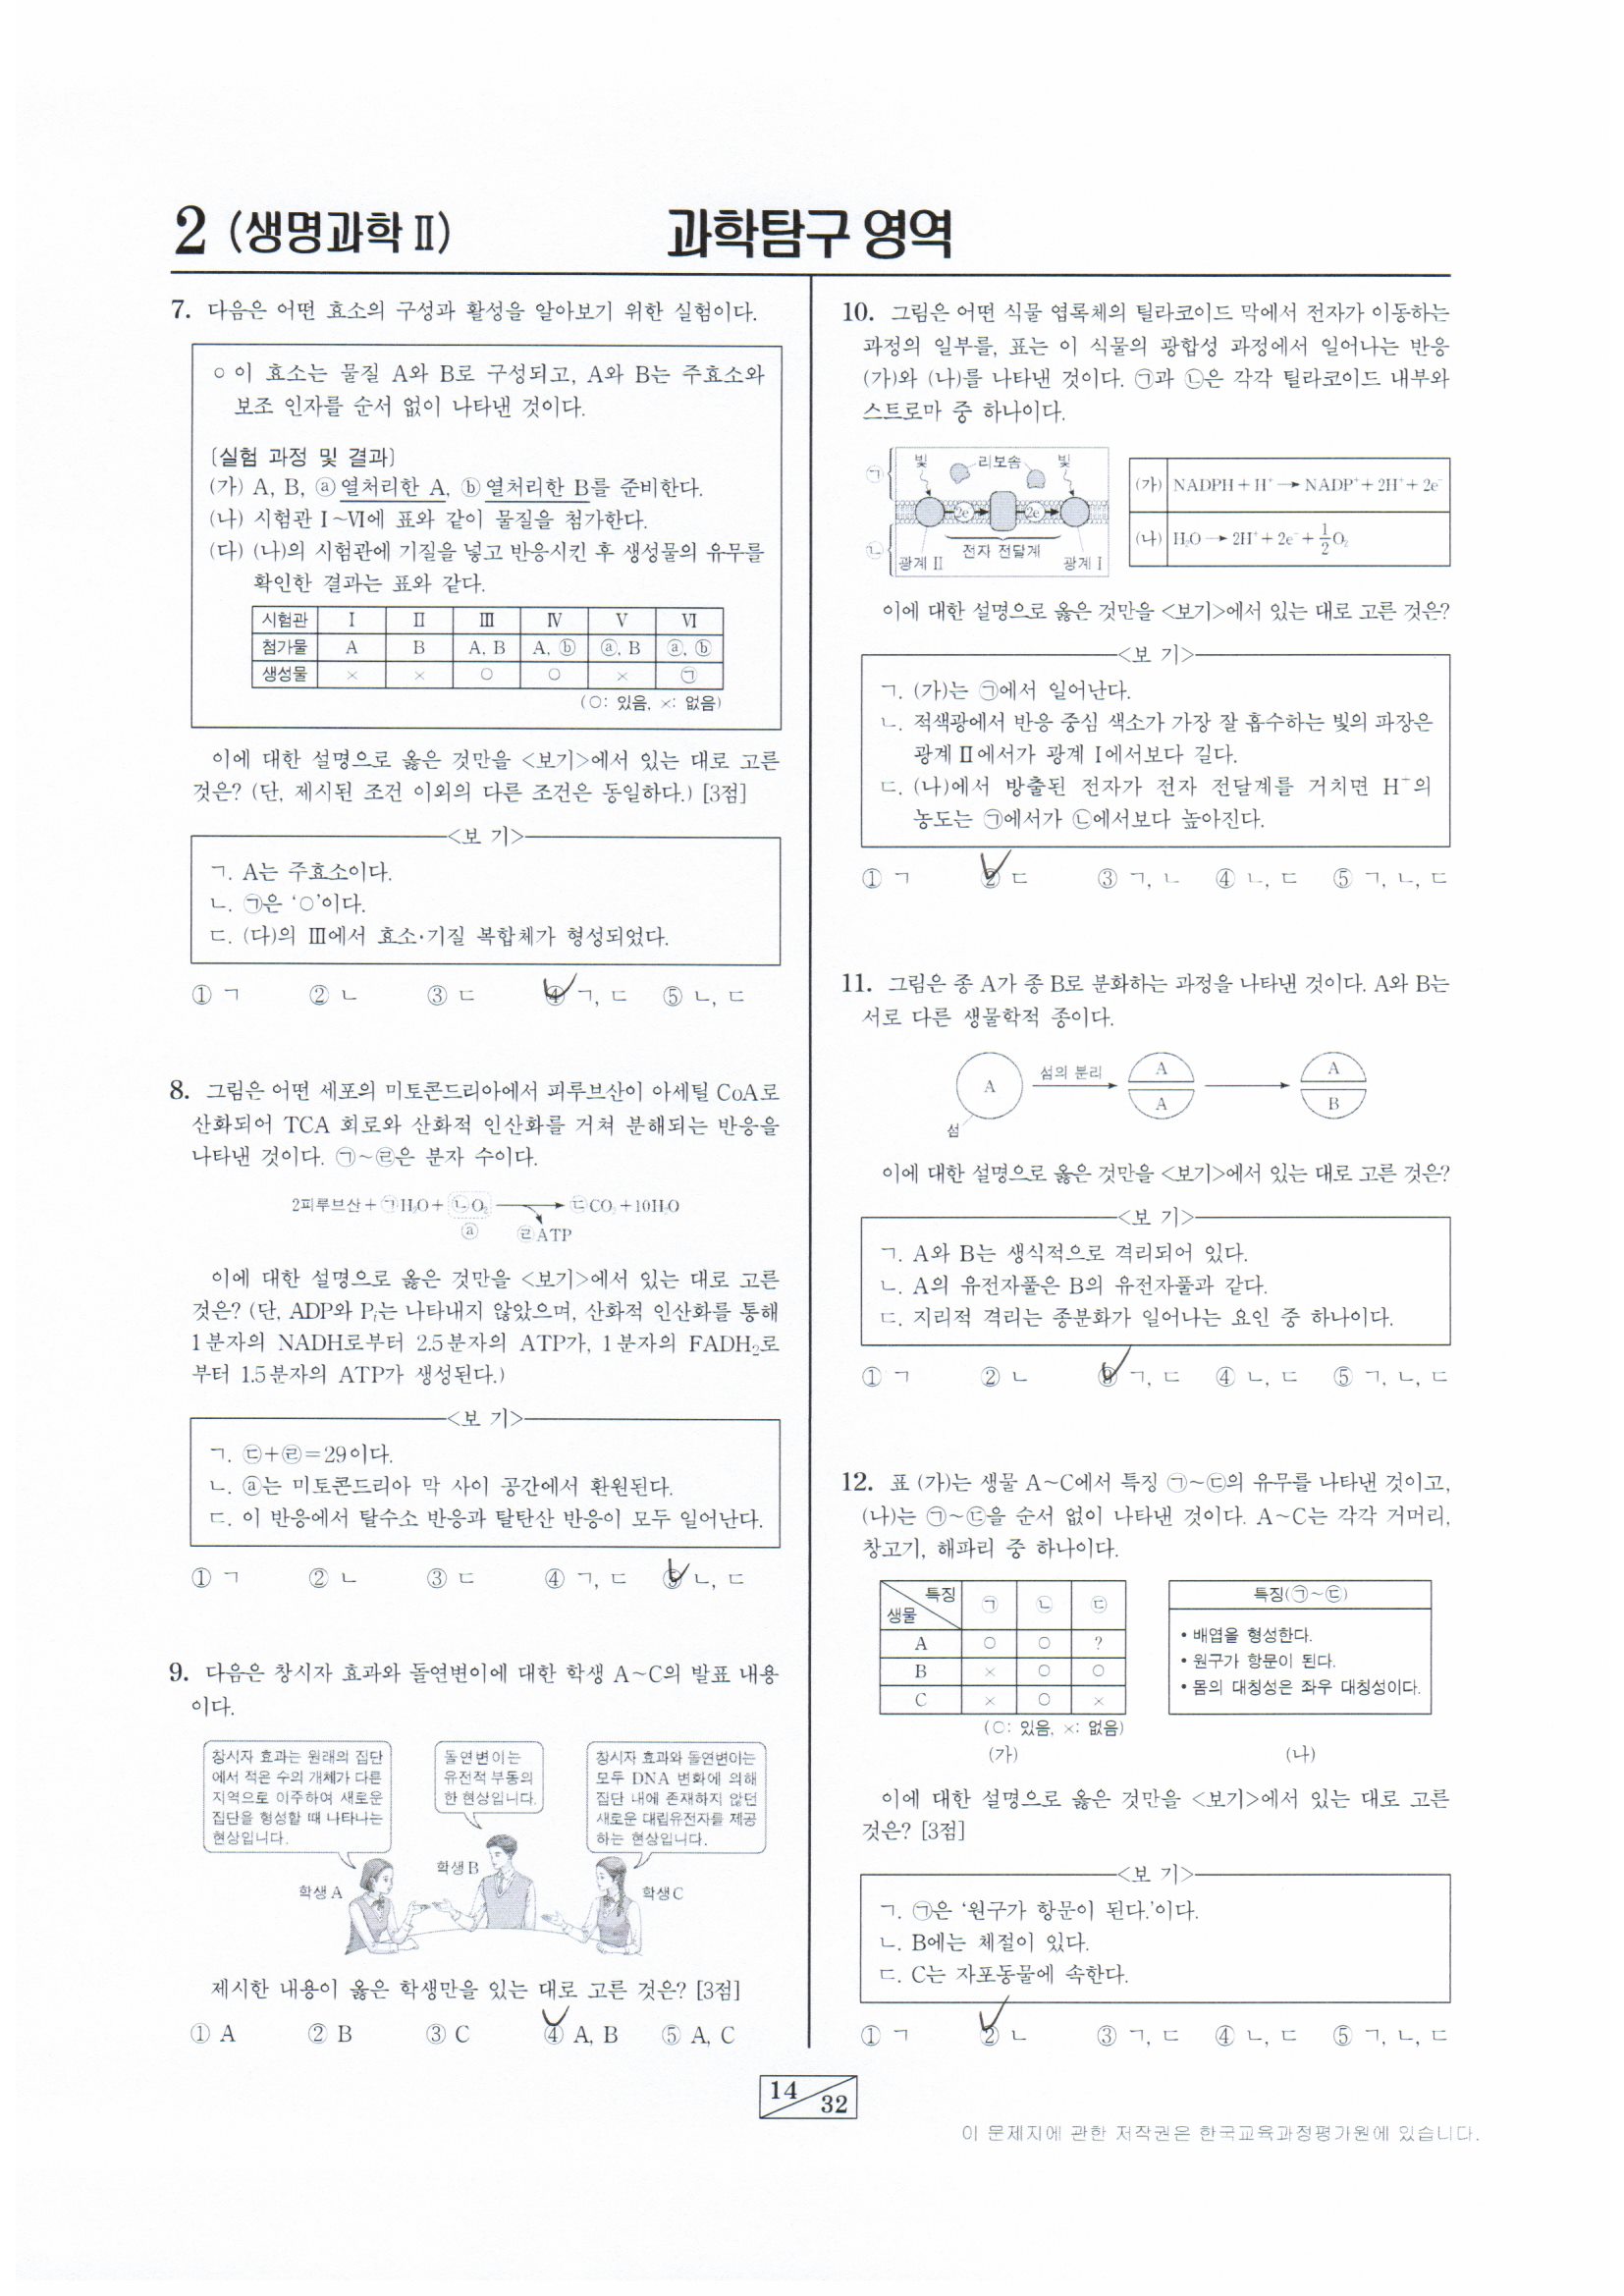 2 (생명과학 Ⅱ)
과학탐구 영역
7. 다음은 어떤 효소의 구성과 활성을 알아보기 위한 실험이다.
○ 이 효소는 물질 A와 B로 구성되고, A와 B는 주효소와
보조 인자를 순서 없이 나타낸 것이다.
〔실험 과정 및 결과〕
(가) A, B, ⓐ 열처리한 A, ⓑ 열처리한 B를 준비한다.
(나) 시험관 Ⅰ~Ⅵ에 표와 같이 물질을 첨가한다.
(다) (나)의 시험관에 기질을 넣고 반응시킨 후 생성물의 유무를
확인한 결과는 표와 같다.
시험관 Ⅰ Ⅱ Ⅲ Ⅳ Ⅴ Ⅵ
첨가물 A B A, B A, ⓑ ⓐ, B ⓐ, ⓑ
생성물 × × ○ ○ × ㉠
(○: 있음, ×: 없음)
이에 대한 설명으로 옳은 것만을 <보기>에서 있는 대로 고른
것은? (단, 제시된 조건 이외의 다른 조건은 동일하다.) [3점]
<보 기>
ㄱ. A는 주효소이다.
ㄴ. ㉠은 ‘○’이다.
ㄷ. (다)의 Ⅲ에서 효소·기질 복합체가 형성되었다.
① ㄱ ② ㄴ ③ ㄷ ④ ㄱ, ㄷ ⑤ ㄴ, ㄷ
8. 그림은 어떤 세포의 미토콘드리아에서 피루브산이 아세틸 CoA로
산화되어 TCA 회로와 산화적 인산화를 거쳐 분해되는 반응을
나타낸 것이다. ㉠~㉣은 분자 수이다.
2피루브산 + ㉠ H₂O + ㉡ O₂ → ㉢ CO₂ + 10H₂O
ⓐ ㉣ ATP
이에 대한 설명으로 옳은 것만을 <보기>에서 있는 대로 고른
것은? (단, ADP와 Pᵢ는 나타내지 않았으며, 산화적 인산화를 통해
1분자의 NADH로부터 2.5분자의 ATP가, 1분자의 FADH₂로
부터 1.5분자의 ATP가 생성된다.)
<보 기>
ㄱ. ㉢+㉣=29이다.
ㄴ. ⓐ는 미토콘드리아 막 사이 공간에서 환원된다.
ㄷ. 이 반응에서 탈수소 반응과 탈탄산 반응이 모두 일어난다.
① ㄱ ② ㄴ ③ ㄷ ④ ㄱ, ㄷ ⑤ ㄴ, ㄷ
9. 다음은 창시자 효과와 돌연변이에 대한 학생 A~C의 발표 내용
이다.
창시자 효과는 원래의 집단
에서 적은 수의 개체가 다른
지역으로 이주하여 새로운
집단을 형성할 때 나타나는
현상입니다.
돌연변이는
유전적 부동의
한 현상입니다.
창시자 효과와 돌연변이는
모두 DNA 변화에 의해
집단 내에 존재하지 않던
새로운 대립유전자를 제공
하는 현상입니다.
학생 A
학생 B
학생 C
제시한 내용이 옳은 학생만을 있는 대로 고른 것은? [3점]
① A ② B ③ C ④ A, B ⑤ A, C
10. 그림은 어떤 식물 엽록체의 틸라코이드 막에서 전자가 이동하는
과정의 일부를, 표는 이 식물의 광합성 과정에서 일어나는 반응
(가)와 (나)를 나타낸 것이다. ㉠과 ㉡은 각각 틸라코이드 내부와
스트로마 중 하나이다.
㉠ 빛 리보솜 빛
2e⁻ 2e⁻
㉡ 광계 Ⅱ 전자 전달계 광계 Ⅰ
(가) NADPH + H⁺ → NADP⁺ + 2H⁺ + 2e⁻
(나) H₂O → 2H⁺ + 2e⁻ + ½O₂
이에 대한 설명으로 옳은 것만을 <보기>에서 있는 대로 고른 것은?
<보 기>
ㄱ. (가)는 ㉠에서 일어난다.
ㄴ. 적색광에서 반응 중심 색소가 가장 잘 흡수하는 빛의 파장은
광계 Ⅱ에서가 광계 Ⅰ에서보다 길다.
ㄷ. (나)에서 방출된 전자가 전자 전달계를 거치면 H⁺의
농도는 ㉠에서가 ㉡에서보다 높아진다.
① ㄱ ② ㄷ ③ ㄱ, ㄴ ④ ㄴ, ㄷ ⑤ ㄱ, ㄴ, ㄷ
11. 그림은 종 A가 종 B로 분화하는 과정을 나타낸 것이다. A와 B는
서로 다른 생물학적 종이다.
A 섬의 분리 A A
섬 A B
이에 대한 설명으로 옳은 것만을 <보기>에서 있는 대로 고른 것은?
<보 기>
ㄱ. A와 B는 생식적으로 격리되어 있다.
ㄴ. A의 유전자풀은 B의 유전자풀과 같다.
ㄷ. 지리적 격리는 종분화가 일어나는 요인 중 하나이다.
① ㄱ ② ㄴ ③ ㄱ, ㄷ ④ ㄴ, ㄷ ⑤ ㄱ, ㄴ, ㄷ
12. 표 (가)는 생물 A~C에서 특징 ㉠~㉢의 유무를 나타낸 것이고,
(나)는 ㉠~㉢을 순서 없이 나타낸 것이다. A~C는 각각 거머리,
창고기, 해파리 중 하나이다.
생물 특징 ㉠ ㉡ ㉢
A ○ ○ ?
B × ○ ○
C × ○ ×
(○: 있음, ×: 없음)
(가)
특징(㉠~㉢)
• 배엽을 형성한다.
• 원구가 항문이 된다.
• 몸의 대칭성은 좌우 대칭성이다.
(나)
이에 대한 설명으로 옳은 것만을 <보기>에서 있는 대로 고른
것은? [3점]
<보 기>
ㄱ. ㉠은 ‘원구가 항문이 된다.’이다.
ㄴ. B에는 체절이 있다.
ㄷ. C는 자포동물에 속한다.
① ㄱ ② ㄴ ③ ㄱ, ㄷ ④ ㄴ, ㄷ ⑤ ㄱ, ㄴ, ㄷ
14 32
이 문제지에 관한 저작권은 한국교육과정평가원에 있습니다.